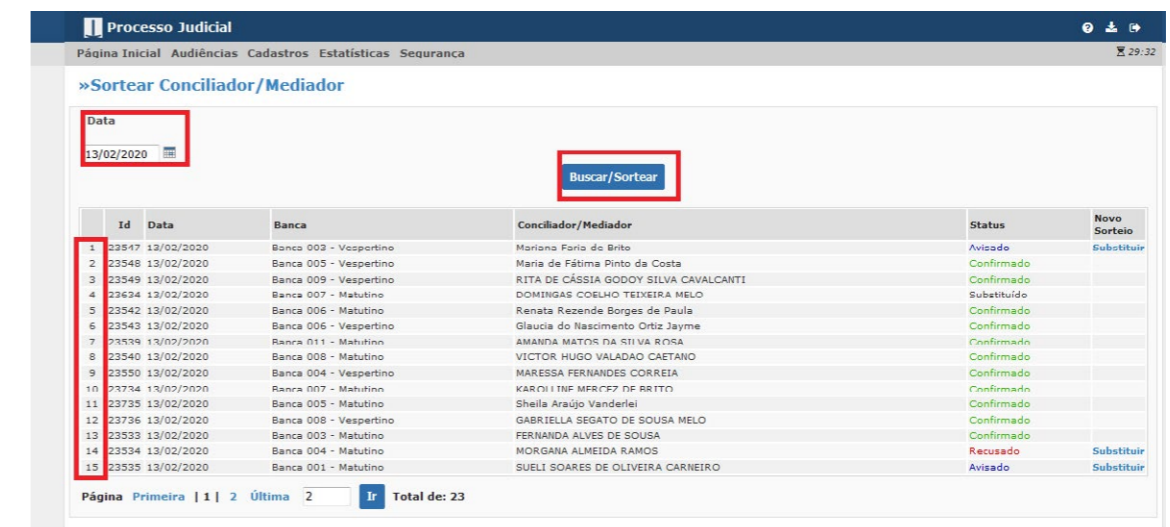 Processo Judicial
Página Inicial Audiências Cadastros Estatísticas Segurança 29:32
»Sortear Conciliador/Mediador
Data
13/02/2020
Buscar/Sortear
Id Data Banca Conciliador/Mediador Status Novo Sorteio
1 23547 13/02/2020 Banca 003 - Vespertino Mariana Faria de Brito Avisado Substituir
2 23548 13/02/2020 Banca 005 - Vespertino Maria de Fátima Pinto da Costa Confirmado
3 23549 13/02/2020 Banca 009 - Vespertino RITA DE CÁSSIA GODOY SILVA CAVALCANTI Confirmado
4 23634 13/02/2020 Banca 007 - Matutino DOMINGAS COELHO TEIXEIRA MELO Substituído
5 23542 13/02/2020 Banca 006 - Matutino Renata Rezende Borges de Paula Confirmado
6 23543 13/02/2020 Banca 006 - Vespertino Glaucia do Nascimento Ortiz Jayme Confirmado
7 23539 13/02/2020 Banca 011 - Matutino AMANDA MATOS DA SILVA ROSA Confirmado
8 23540 13/02/2020 Banca 008 - Matutino VICTOR HUGO VALADAO CAETANO Confirmado
9 23550 13/02/2020 Banca 004 - Vespertino MARESSA FERNANDES CORREIA Confirmado
10 23734 13/02/2020 Banca 007 - Matutino KAROLLINE MERCEZ DE BRITO Confirmado
11 23735 13/02/2020 Banca 005 - Matutino Sheila Araújo Vanderlei Confirmado
12 23736 13/02/2020 Banca 008 - Vespertino GABRIELLA SEGATO DE SOUSA MELO Confirmado
13 23533 13/02/2020 Banca 003 - Matutino FERNANDA ALVES DE SOUSA Confirmado
14 23534 13/02/2020 Banca 004 - Matutino MORGANA ALMEIDA RAMOS Recusado Substituir
15 23535 13/02/2020 Banca 001 - Matutino SUELI SOARES DE OLIVEIRA CARNEIRO Avisado Substituir
Página Primeira | 1 | 2 Última 2 Ir Total de: 23